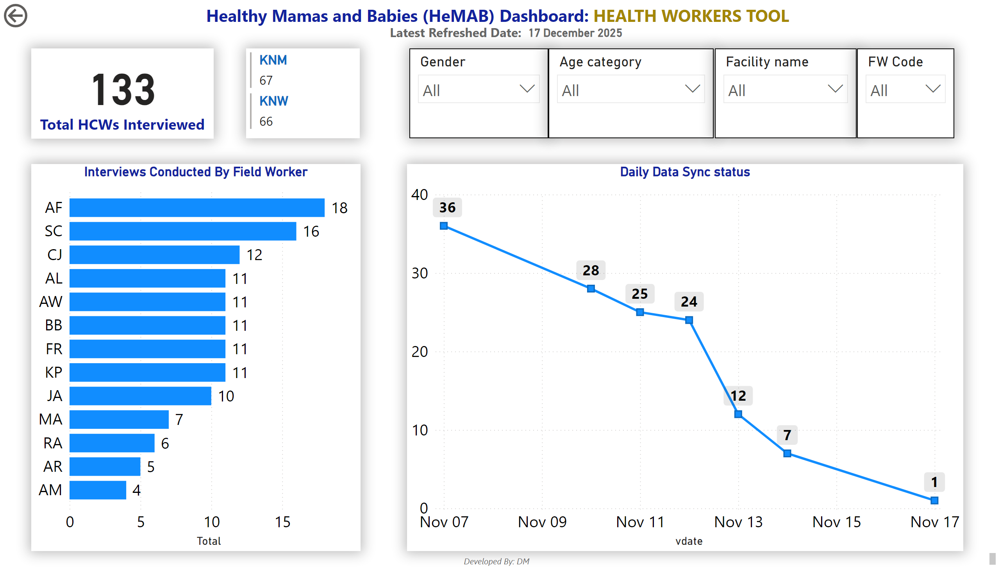 Healthy Mamas and Babies (HeMAB) Dashboard: HEALTH WORKERS TOOL
Latest Refreshed Date: 17 December 2025
133
Total HCWs Interviewed
KNM
67
KNW
66
Gender
All
Age category
All
Facility name
All
FW Code
All
Interviews Conducted By Field Worker
AF 18
SC 16
CJ 12
AL 11
AW 11
BB 11
FR 11
KP 11
JA 10
MA 7
RA 6
AR 5
AM 4
0 5 10 15
Total
Daily Data Sync status
40
30
20
10
0
36
28
25
24
12
7
1
Nov 07 Nov 09 Nov 11 Nov 13 Nov 15 Nov 17
vdate
Developed By: DM